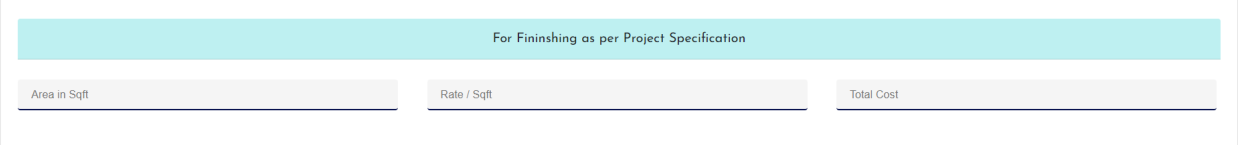 For Fininshing as per Project Specification
Area in Sqft
Rate / Sqft
Total Cost